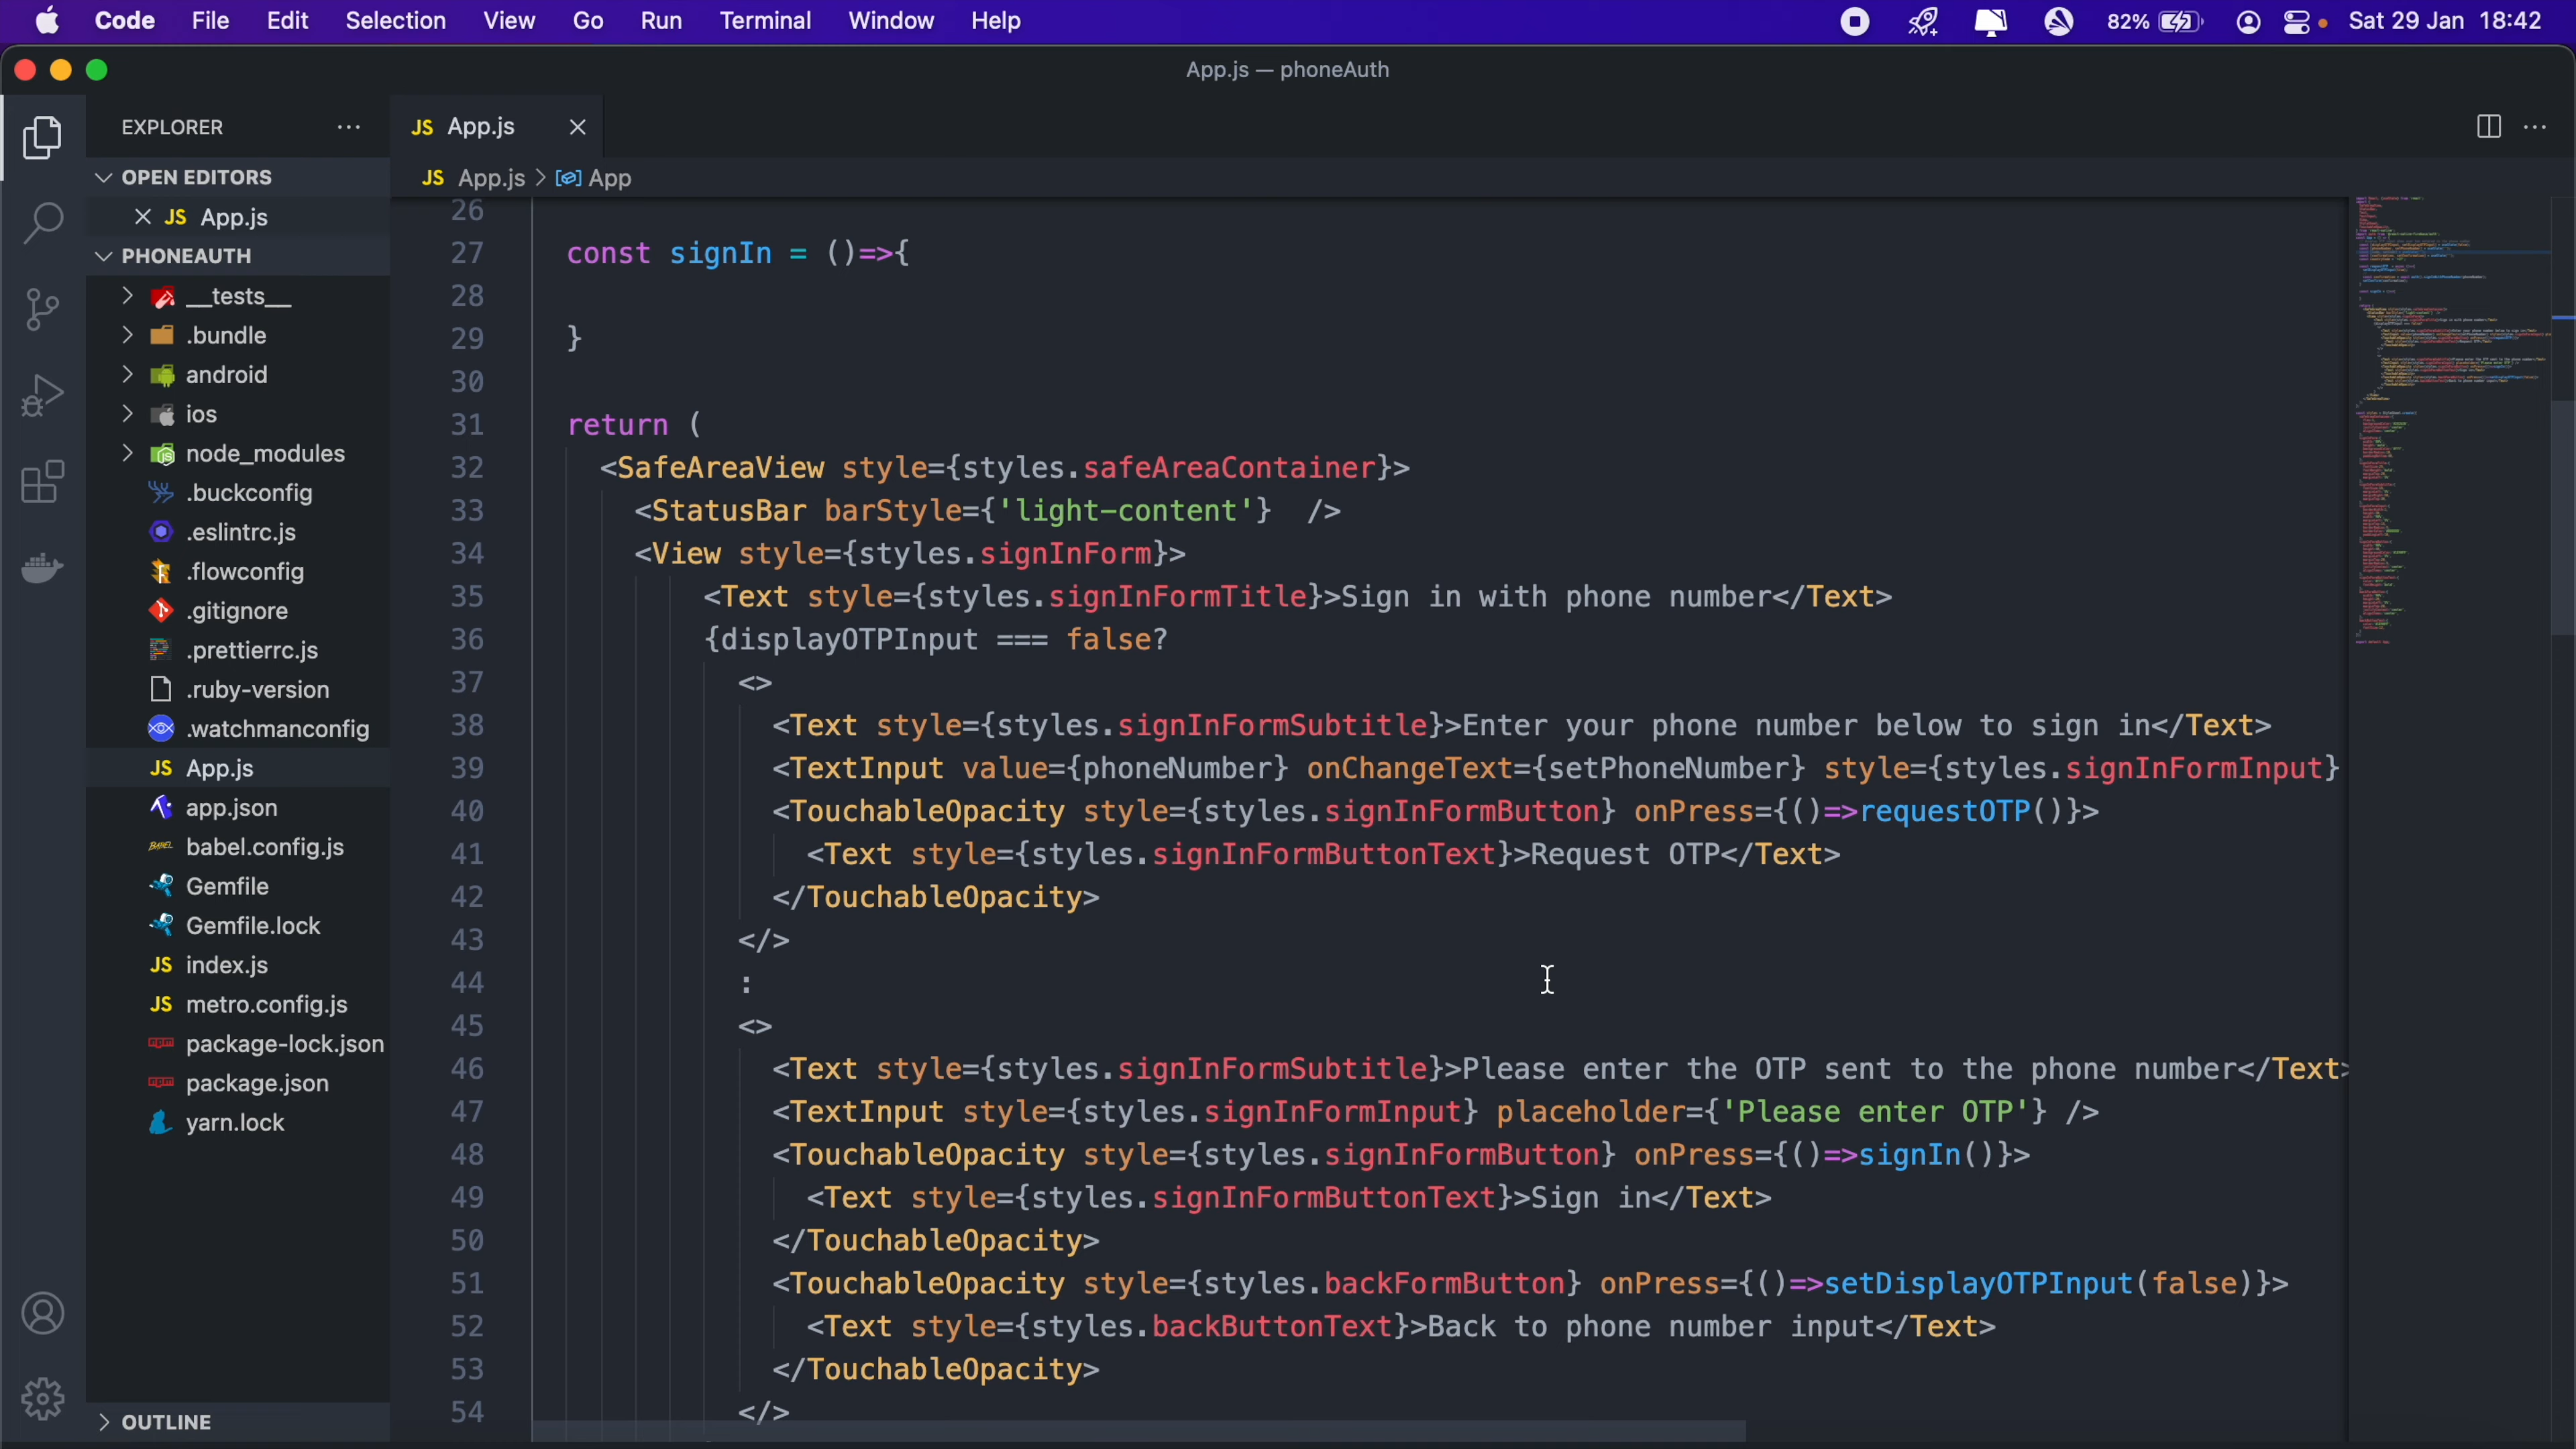 Code File Edit Selection View Go Run Terminal Window Help 82% Sat 29 Jan 18:42
App.js — phoneAuth
EXPLORER ···
JS App.js
OPEN EDITORS
JS App.js > App
JS App.js
PHONEAUTH
__tests__
.bundle
android
ios
node_modules
.buckconfig
.eslintrc.js
.flowconfig
.gitignore
.prettierrc.js
.ruby-version
.watchmanconfig
JS App.js
app.json
BABEL babel.config.js
Gemfile
Gemfile.lock
JS index.js
JS metro.config.js
package-lock.json
package.json
yarn.lock
OUTLINE
26
27 const signIn = ()=>{
28
29 }
30
31 return (
32 <SafeAreaView style={styles.safeAreaContainer}>
33 <StatusBar barStyle={'light-content'} />
34 <View style={styles.signInForm}>
35 <Text style={styles.signInFormTitle}>Sign in with phone number</Text>
36 {displayOTPInput === false?
37 <>
38 <Text style={styles.signInFormSubtitle}>Enter your phone number below to sign in</Text>
39 <TextInput value={phoneNumber} onChangeText={setPhoneNumber} style={styles.signInFormInput}
40 <TouchableOpacity style={styles.signInFormButton} onPress={()=>requestOTP()}>
41 <Text style={styles.signInFormButtonText}>Request OTP</Text>
42 </TouchableOpacity>
43 </>
44 :
45 <>
46 <Text style={styles.signInFormSubtitle}>Please enter the OTP sent to the phone number</Text>
47 <TextInput style={styles.signInFormInput} placeholder={'Please enter OTP'} />
48 <TouchableOpacity style={styles.signInFormButton} onPress={()=>signIn()}>
49 <Text style={styles.signInFormButtonText}>Sign in</Text>
50 </TouchableOpacity>
51 <TouchableOpacity style={styles.backFormButton} onPress={()=>setDisplayOTPInput(false)}>
52 <Text style={styles.backButtonText}>Back to phone number input</Text>
53 </TouchableOpacity>
54 </>